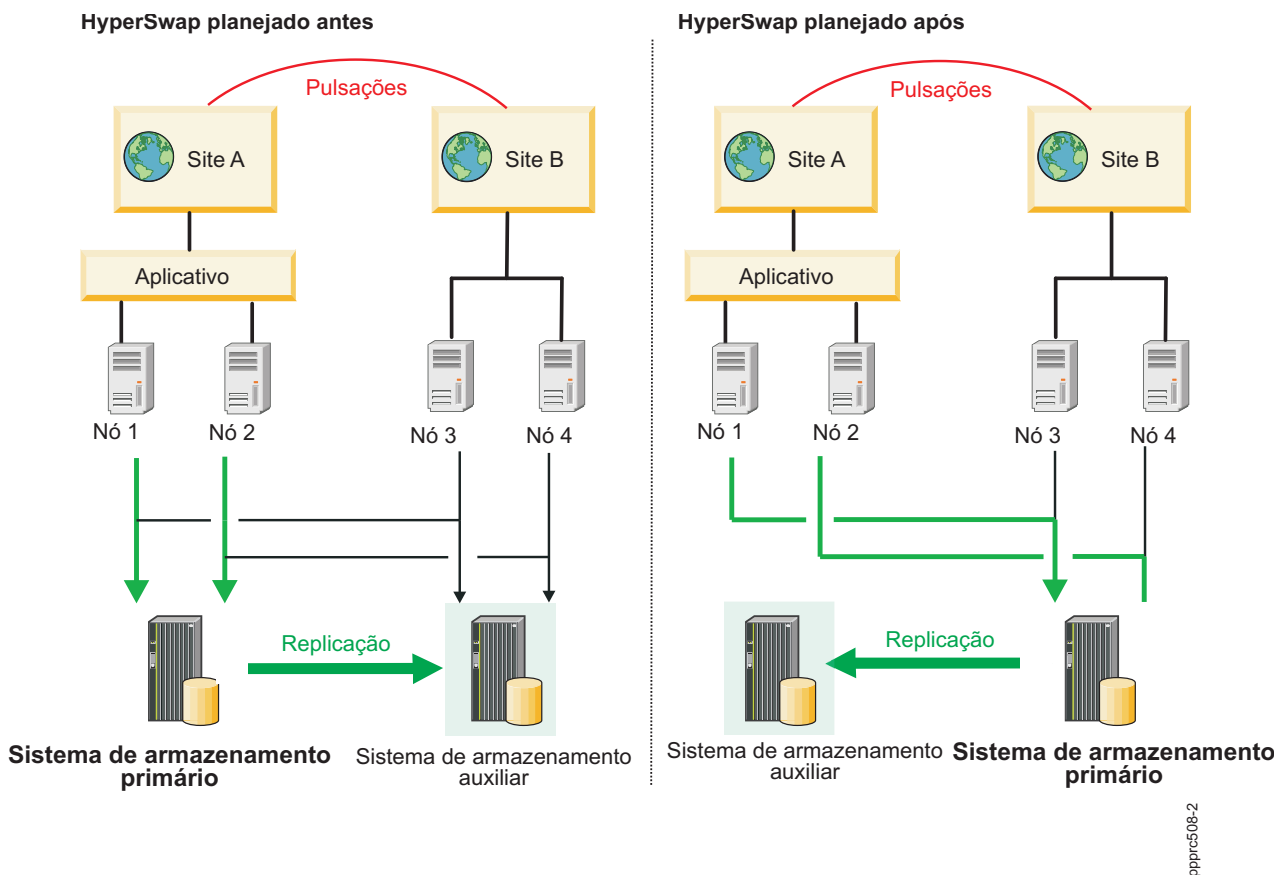 HyperSwap planejado antes
Pulsações
Site A
Site B
Aplicativo
Nó 1
Nó 2
Nó 3
Nó 4
Replicação
Sistema de armazenamento
primário
Sistema de armazenamento
auxiliar
HyperSwap planejado após
Pulsações
Site A
Site B
Aplicativo
Nó 1
Nó 2
Nó 3
Nó 4
Replicação
Sistema de armazenamento
auxiliar
Sistema de armazenamento
primário